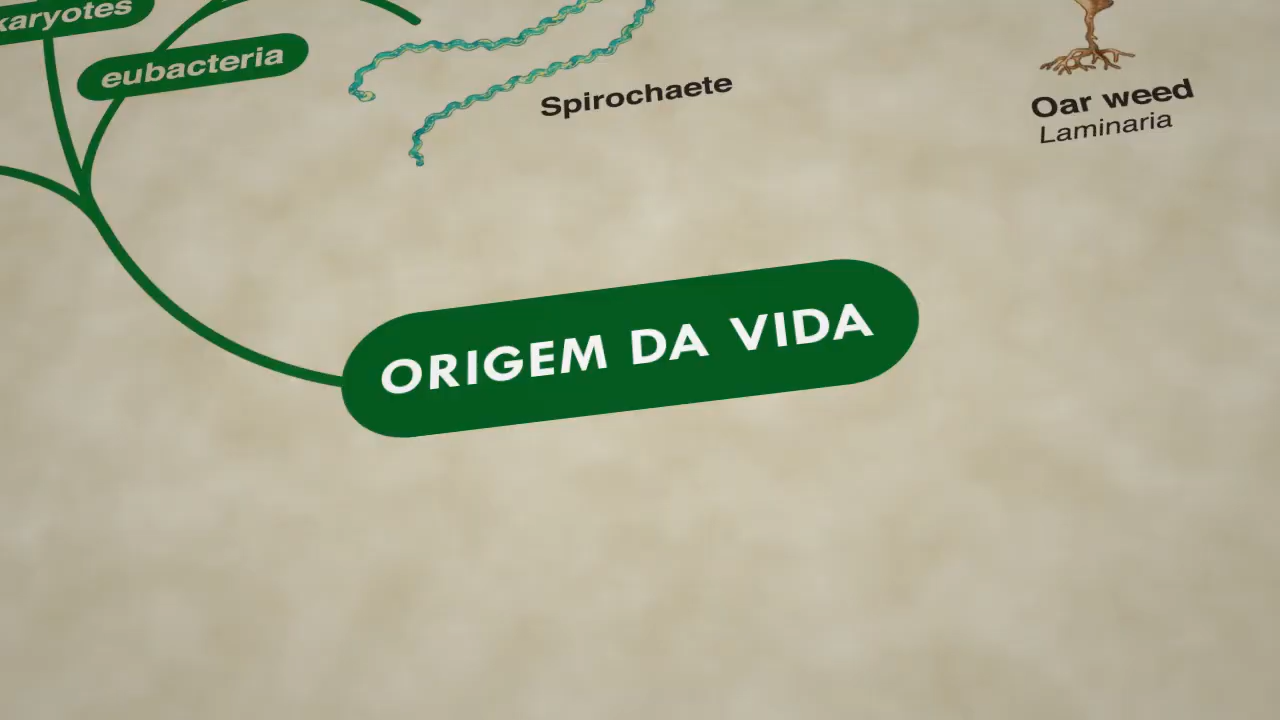 karyotes
eubacteria
Spirochaete
Oar weed
Laminaria
ORIGEM DA VIDA